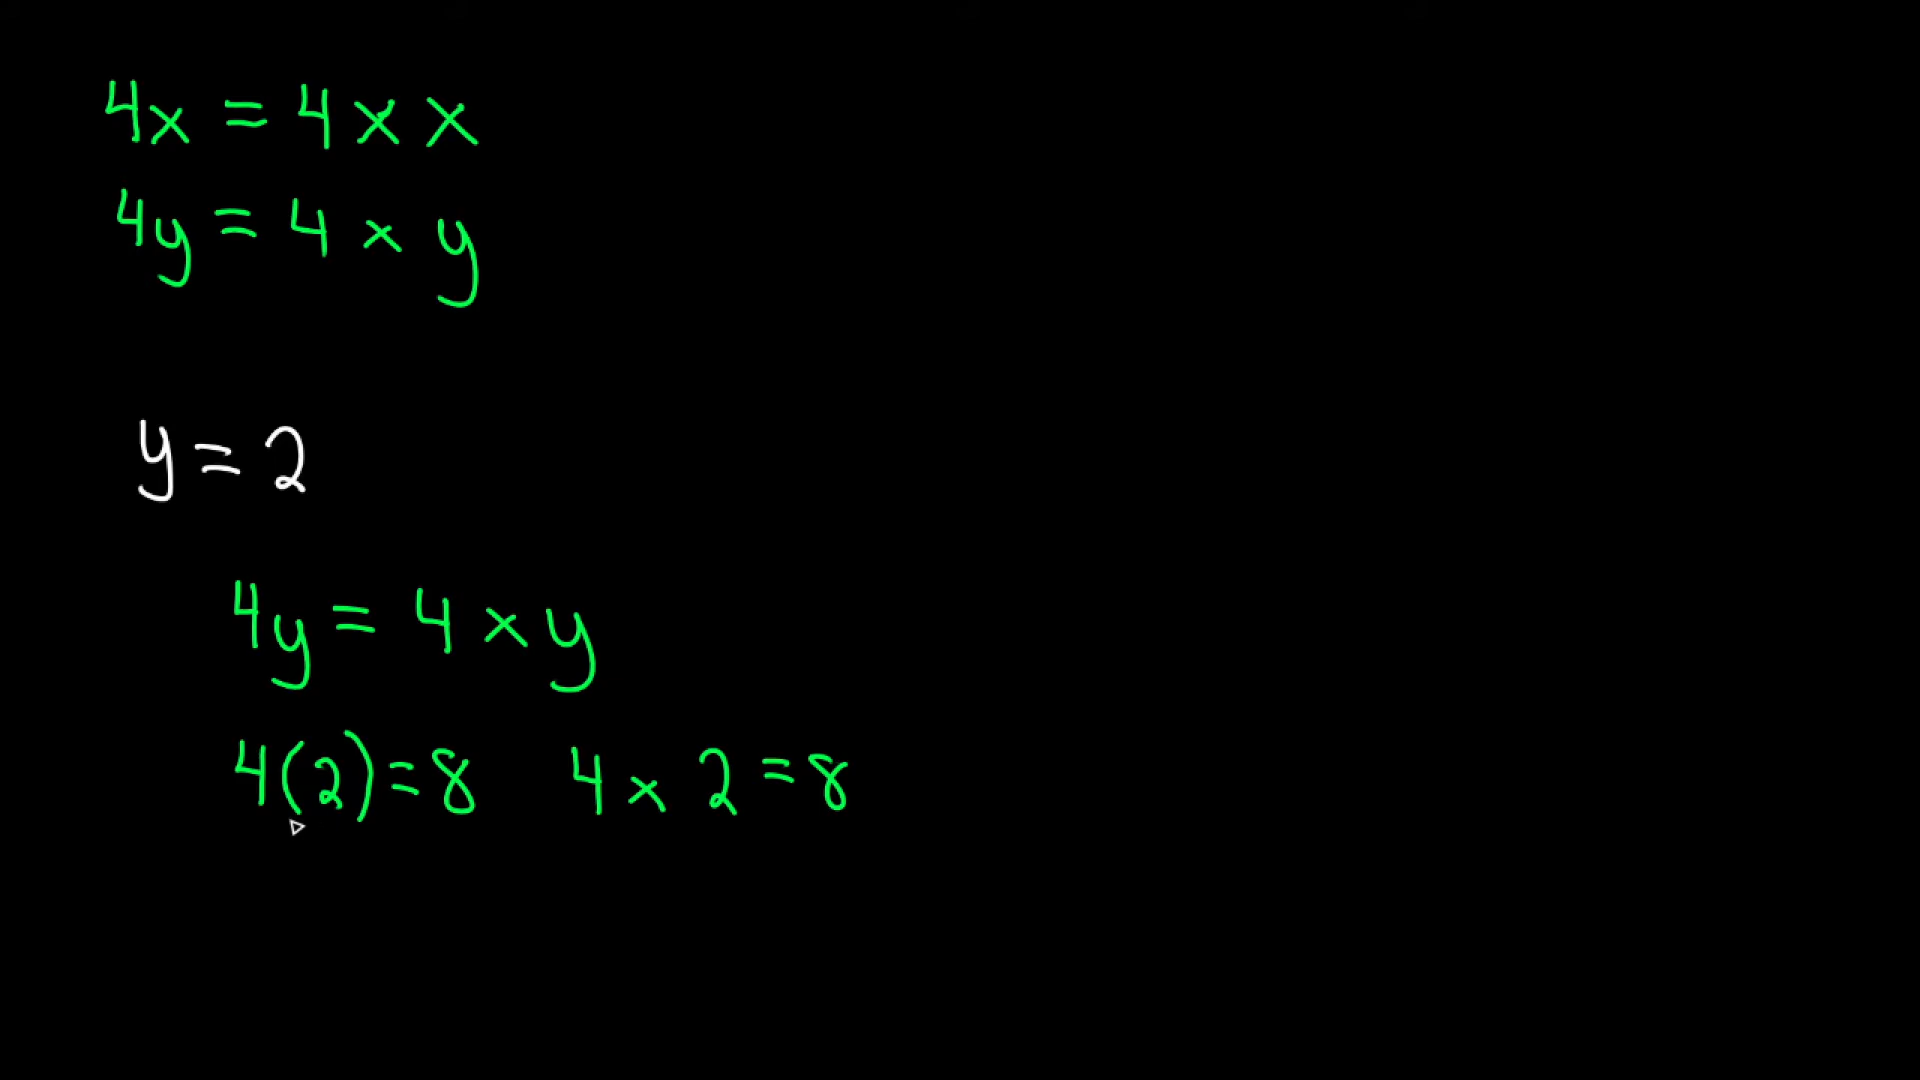 4x = 4 × x
4y = 4 × y
y = 2
4y = 4 × y
4(2) = 8 4 × 2 = 8